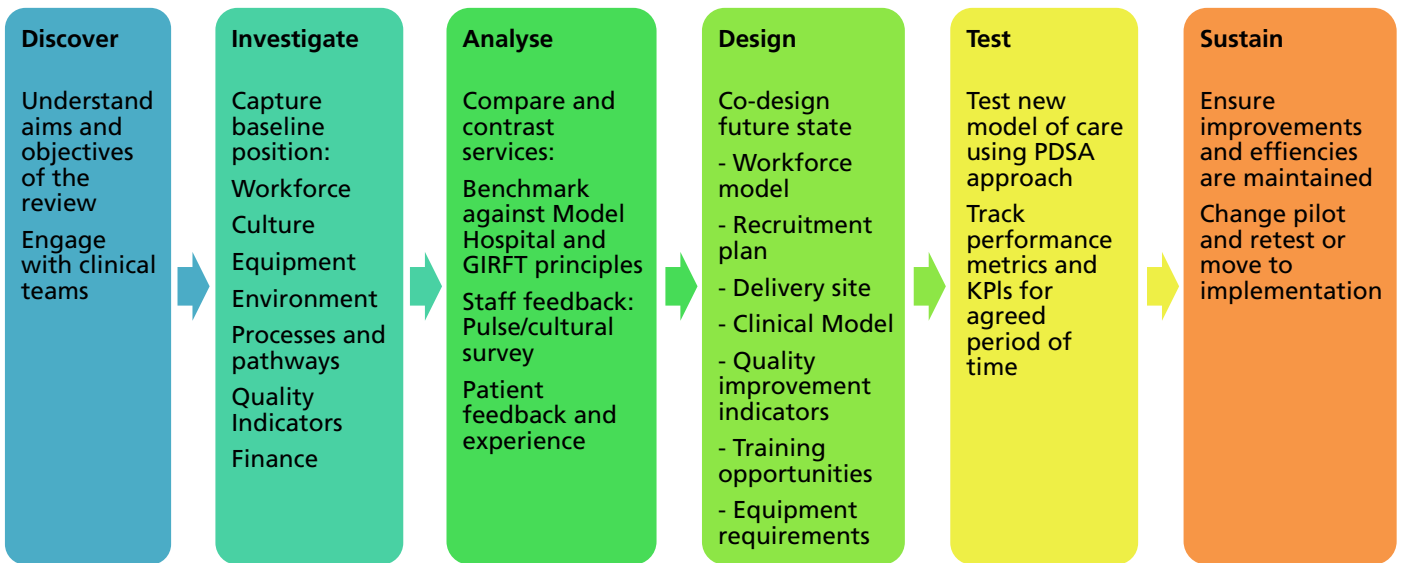 Discover
Understand
aims and
objectives
of the
review
Engage
with clinical
teams
Investigate
Capture
baseline
position:
Workforce
Culture
Equipment
Environment
Processes and
pathways
Quality
Indicators
Finance
Analyse
Compare and
contrast
services:
Benchmark
against Model
Hospital and
GIRFT principles
Staff feedback:
Pulse/cultural
survey
Patient
feedback and
experience
Design
Co-design
future state
- Workforce
model
- Recruitment
plan
- Delivery site
- Clinical Model
- Quality
improvement
indicators
- Training
opportunities
- Equipment
requirements
Test
Test new
model of care
using PDSA
approach
Track
performance
metrics and
KPIs for
agreed
period of
time
Sustain
Ensure
improvements
and effiencies
are maintained
Change pilot
and retest or
move to
implementation